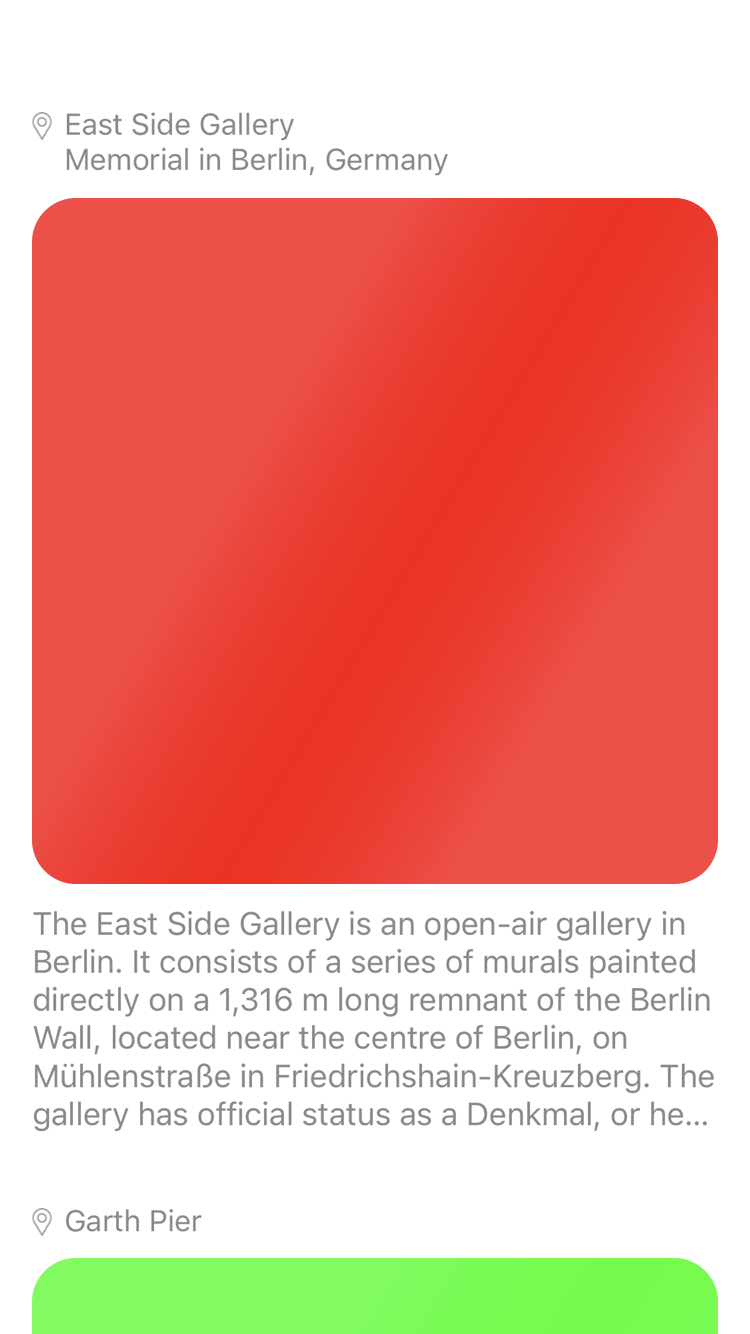 East Side Gallery
Memorial in Berlin, Germany
The East Side Gallery is an open-air gallery in
Berlin. It consists of a series of murals painted
directly on a 1,316 m long remnant of the Berlin
Wall, located near the centre of Berlin, on
Mühlenstraße in Friedrichshain-Kreuzberg. The
gallery has official status as a Denkmal, or he...
Garth Pier